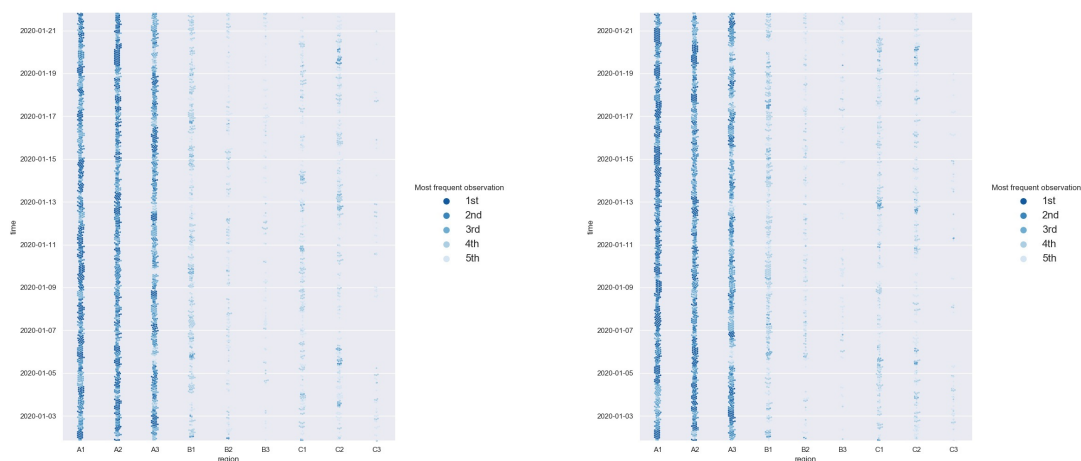 2020-01-21
2020-01-19
2020-01-17
2020-01-15
2020-01-13
2020-01-11
2020-01-09
2020-01-07
2020-01-05
2020-01-03
time
A1 A2 A3 B1 B2 B3 C1 C2 C3
region
Most frequent observation
1st
2nd
3rd
4th
5th
2020-01-21
2020-01-19
2020-01-17
2020-01-15
2020-01-13
2020-01-11
2020-01-09
2020-01-07
2020-01-05
2020-01-03
time
A1 A2 A3 B1 B2 B3 C1 C2 C3
region
Most frequent observation
1st
2nd
3rd
4th
5th